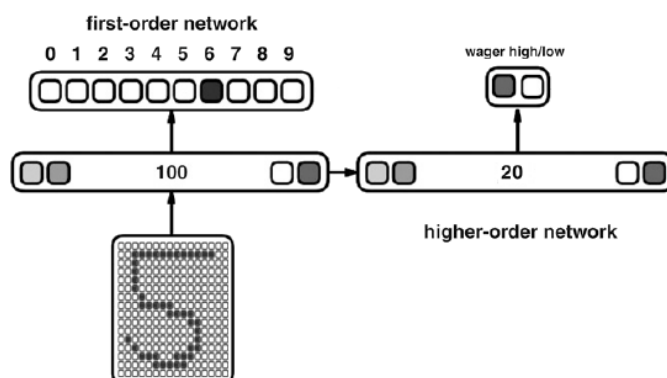 first-order network
0 1 2 3 4 5 6 7 8 9
wager high/low
100
20
higher-order network
5